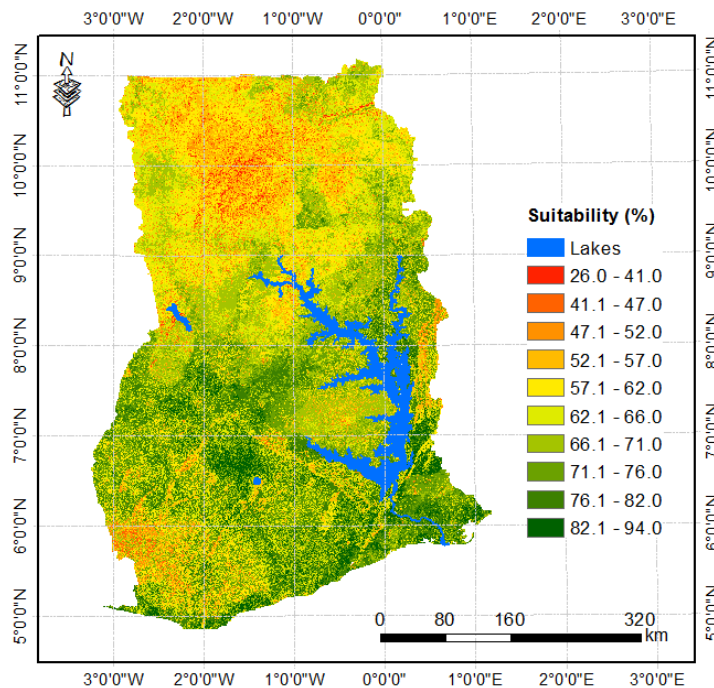 3°0'0"W 2°0'0"W 1°0'0"W 0°0'0" 1°0'0"E 2°0'0"E 3°0'0"E
N
11°0'0"N 11°0'0"N
10°0'0"N 10°0'0"N
9°0'0"N 9°0'0"N
8°0'0"N 8°0'0"N
7°0'0"N 7°0'0"N
6°0'0"N 6°0'0"N
5°0'0"N 5°0'0"N
Suitability (%)
Lakes
26.0 - 41.0
41.1 - 47.0
47.1 - 52.0
52.1 - 57.0
57.1 - 62.0
62.1 - 66.0
66.1 - 71.0
71.1 - 76.0
76.1 - 82.0
82.1 - 94.0
0 80 160 320
km
3°0'0"W 2°0'0"W 1°0'0"W 0°0'0" 1°0'0"E 2°0'0"E 3°0'0"E